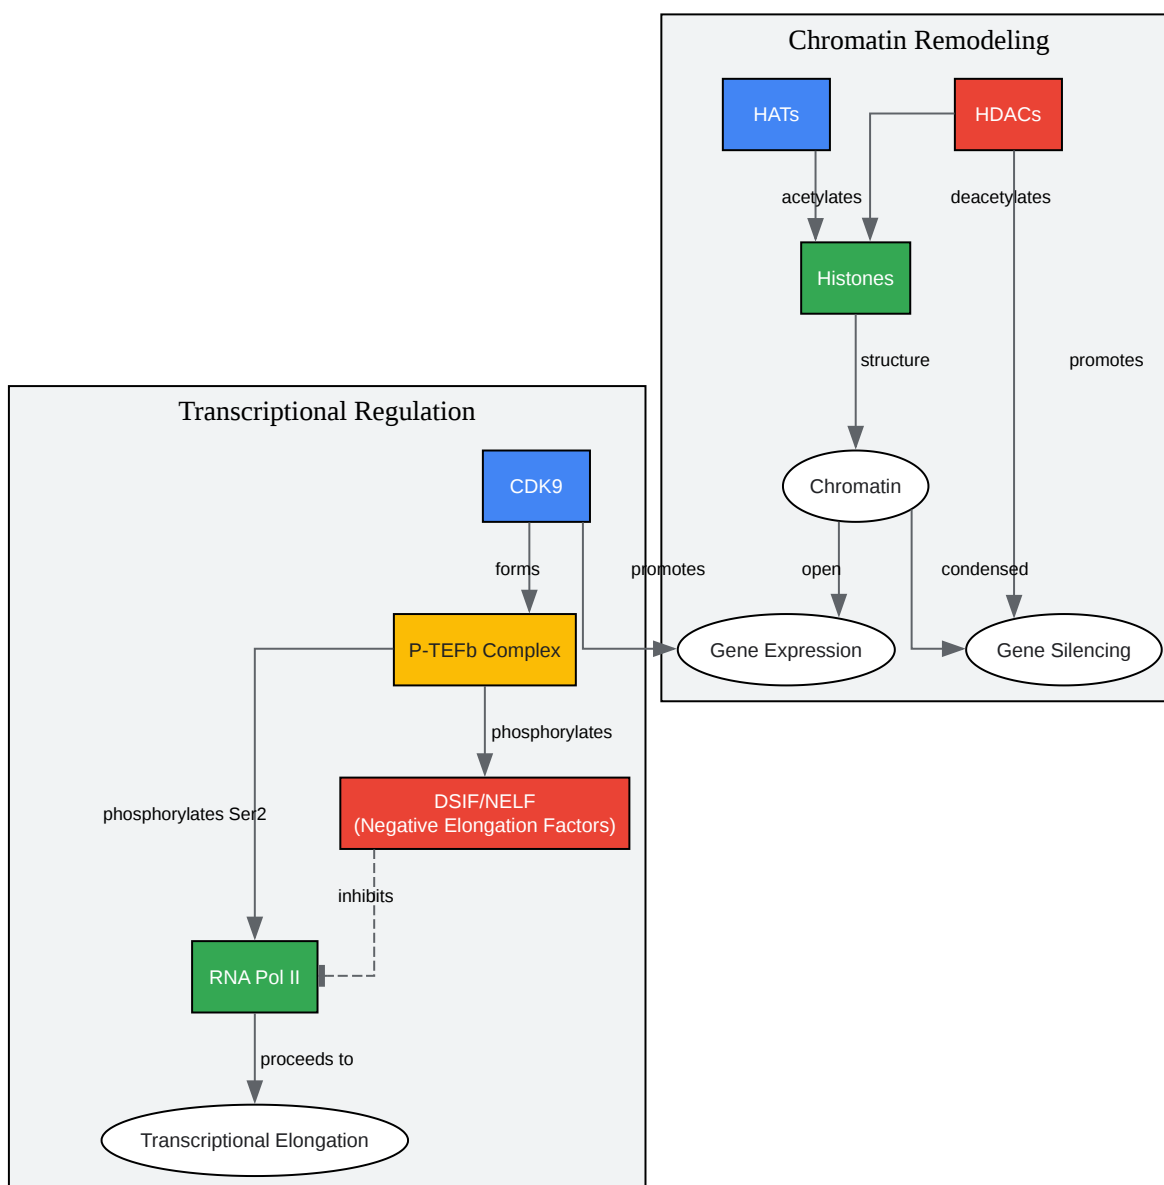 Chromatin Remodeling
HATs
HDACs
acetylates
deacetylates
Histones
structure
promotes
Transcriptional Regulation
CDK9
Chromatin
forms
promotes
open
condensed
P-TEFb Complex
Gene Expression
Gene Silencing
phosphorylates
DSIF/NELF
(Negative Elongation Factors)
phosphorylates Ser2
inhibits
RNA Pol II
proceeds to
Transcriptional Elongation